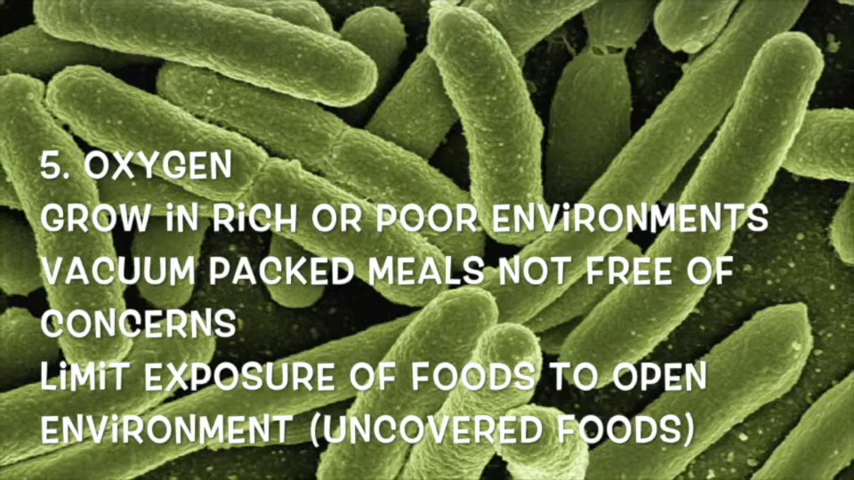 5. OXYGEN
GROW iN RiCH OR POOR ENViRONMENTS
VACUUM PACKED MEALS NOT FREE OF
CONCERNS
LiMiT EXPOSURE OF FOODS TO OPEN
ENViRONMENT (UNCOVERED FOODS)